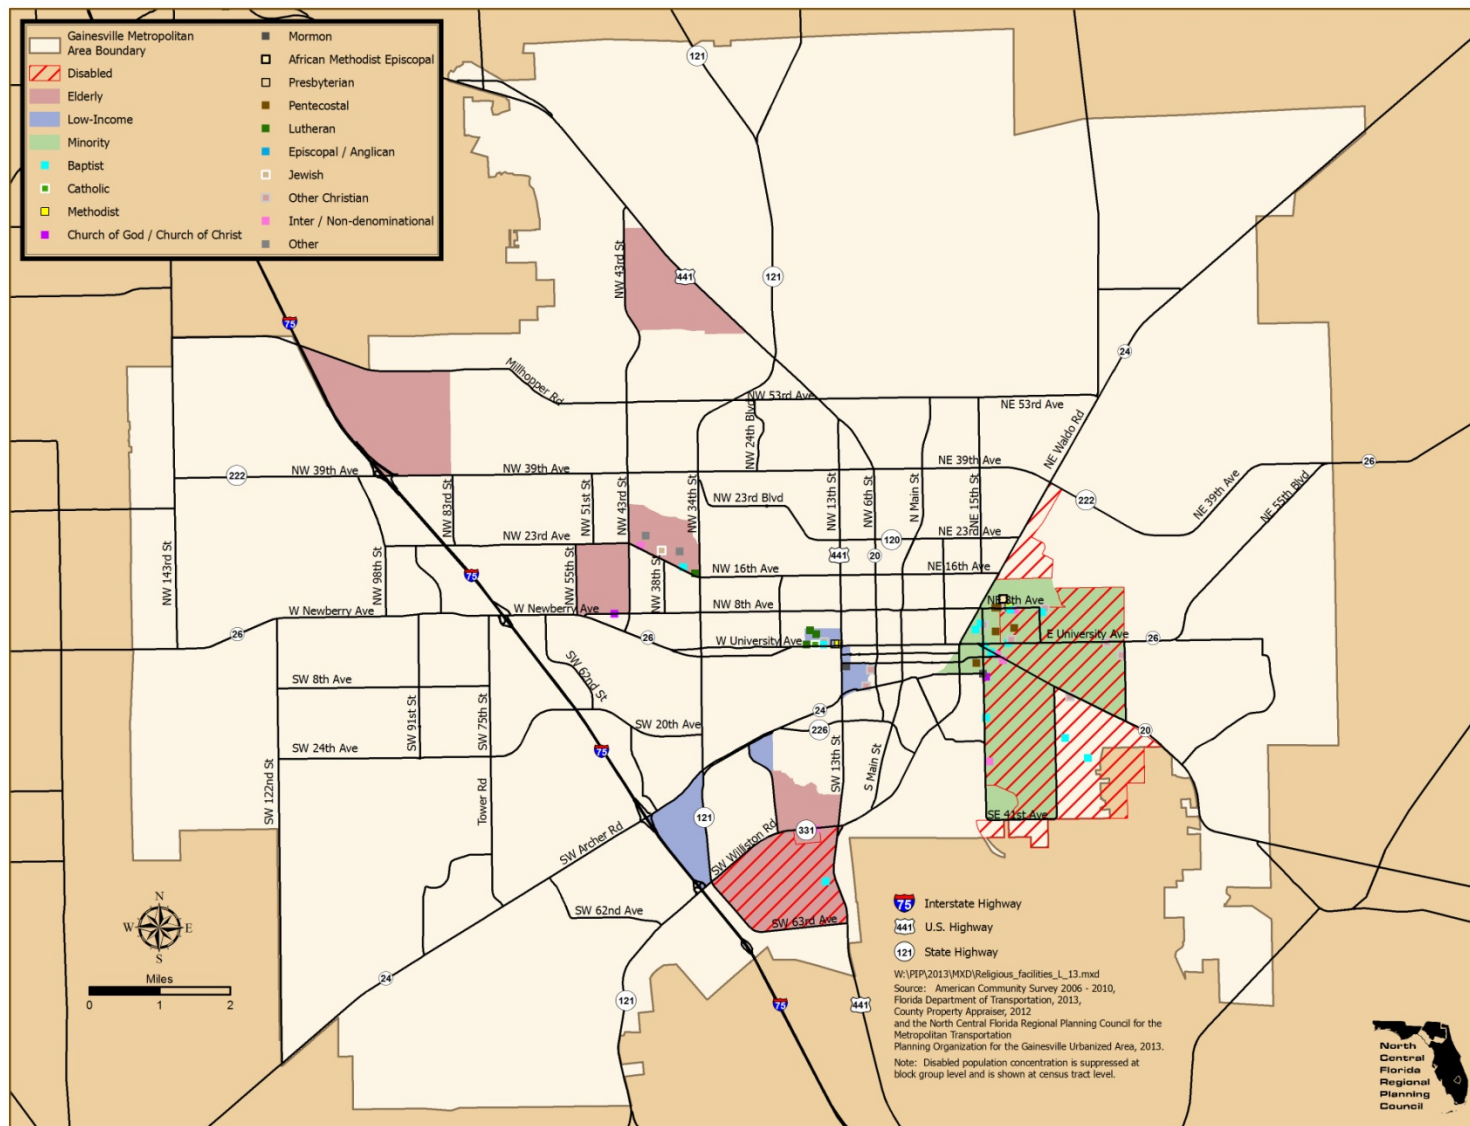 Gainesville Metropolitan
Area Boundary
Disabled
Elderly
Low-Income
Minority
Baptist
Catholic
Methodist
Church of God / Church of Christ
Mormon
African Methodist Episcopal
Presbyterian
Pentecostal
Lutheran
Episcopal / Anglican
Jewish
Other Christian
Inter / Non-denominational
Other
121
NW 43rd St
441
121
75
24
Millhopper Rd
NW 53rd Ave
NE 53rd Ave
NW 24th Blvd
NE Waldo Rd
222
NW 39th Ave
NW 39th Ave
NE 39th Ave
26
NW 83rd St
NW 51st St
NW 43rd St
NW 34th St
NW 23rd Blvd
NW 13th St
NW 6th St
N Main St
NE 15th St
222
NE 39th Ave
NE 55th Blvd
NW 143rd St
NW 98th St
NW 23rd Ave
NW 55th St
NW 38th St
441
20
120
NE 23rd Ave
75
NW 16th Ave
NE 16th Ave
26
W Newberry Ave
W Newberry Ave
NW 8th Ave
NE 8th Ave
26
W University Ave
E University Ave
26
SW 8th Ave
SW 62nd St
SW 91st St
SW 75th St
24
226
20
SW 24th Ave
SW 20th Ave
75
SW 122nd St
Tower Rd
SW 13th St
S Main St
SW Archer Rd
121
SW Williston Rd
331
SE 41st Ave
SW 62nd Ave
SW 63rd Ave
24
121
75
441
N
W
E
S
Miles
0
1
2
75
Interstate Highway
441
U.S. Highway
121
State Highway
W:\PIP\2013\MXD\Religious_facilities_L_13.mxd
Source: American Community Survey 2006 - 2010,
Florida Department of Transportation, 2013,
County Property Appraiser, 2012
and the North Central Florida Regional Planning Council for the
Metropolitan Transportation
Planning Organization for the Gainesville Urbanized Area, 2013.
Note: Disabled population concentration is suppressed at
block group level and is shown at census tract level.
North
Central
Florida
Regional
Planning
Council